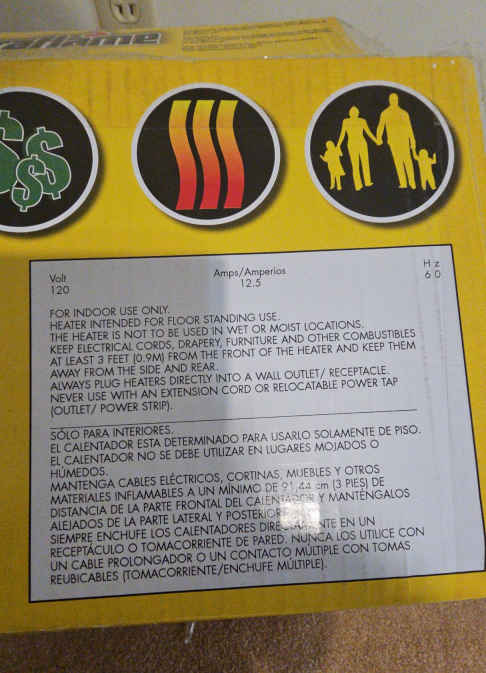 aflame
Volt Amps/Amperios Hz
120 12.5 60
FOR INDOOR USE ONLY.
HEATER INTENDED FOR FLOOR STANDING USE.
THE HEATER IS NOT TO BE USED IN WET OR MOIST LOCATIONS.
KEEP ELECTRICAL CORDS, DRAPERY, FURNITURE AND OTHER COMBUSTIBLES
AT LEAST 3 FEET (0.9M) FROM THE FRONT OF THE HEATER AND KEEP THEM
AWAY FROM THE SIDE AND REAR.
ALWAYS PLUG HEATERS DIRECTLY INTO A WALL OUTLET/ RECEPTACLE.
NEVER USE WITH AN EXTENSION CORD OR RELOCATABLE POWER TAP
(OUTLET/ POWER STRIP).
SÓLO PARA INTERIORES.
EL CALENTADOR ESTA DETERMINADO PARA USARLO SOLAMENTE DE PISO.
EL CALENTADOR NO SE DEBE UTILIZAR EN LUGARES MOJADOS O
HÚMEDOS.
MANTENGA CABLES ELÉCTRICOS, CORTINAS, MUEBLES Y OTROS
MATERIALES INFLAMABLES A UN MÍNIMO DE 91,44 cm (3 PIES) DE
DISTANCIA DE LA PARTE FRONTAL DEL CALENTADOR Y MANTÉNGALOS
ALEJADOS DE LA PARTE LATERAL Y POSTERIOR
SIEMPRE ENCHUFE LOS CALENTADORES DIRECTAMENTE EN UN
RECEPTÁCULO O TOMACORRIENTE DE PARED. NUNCA LOS UTILICE CON
UN CABLE PROLONGADOR O UN CONTACTO MÚLTIPLE CON TOMAS
REUBICABLES (TOMACORRIENTE/ENCHUFE MÚLTIPLE).